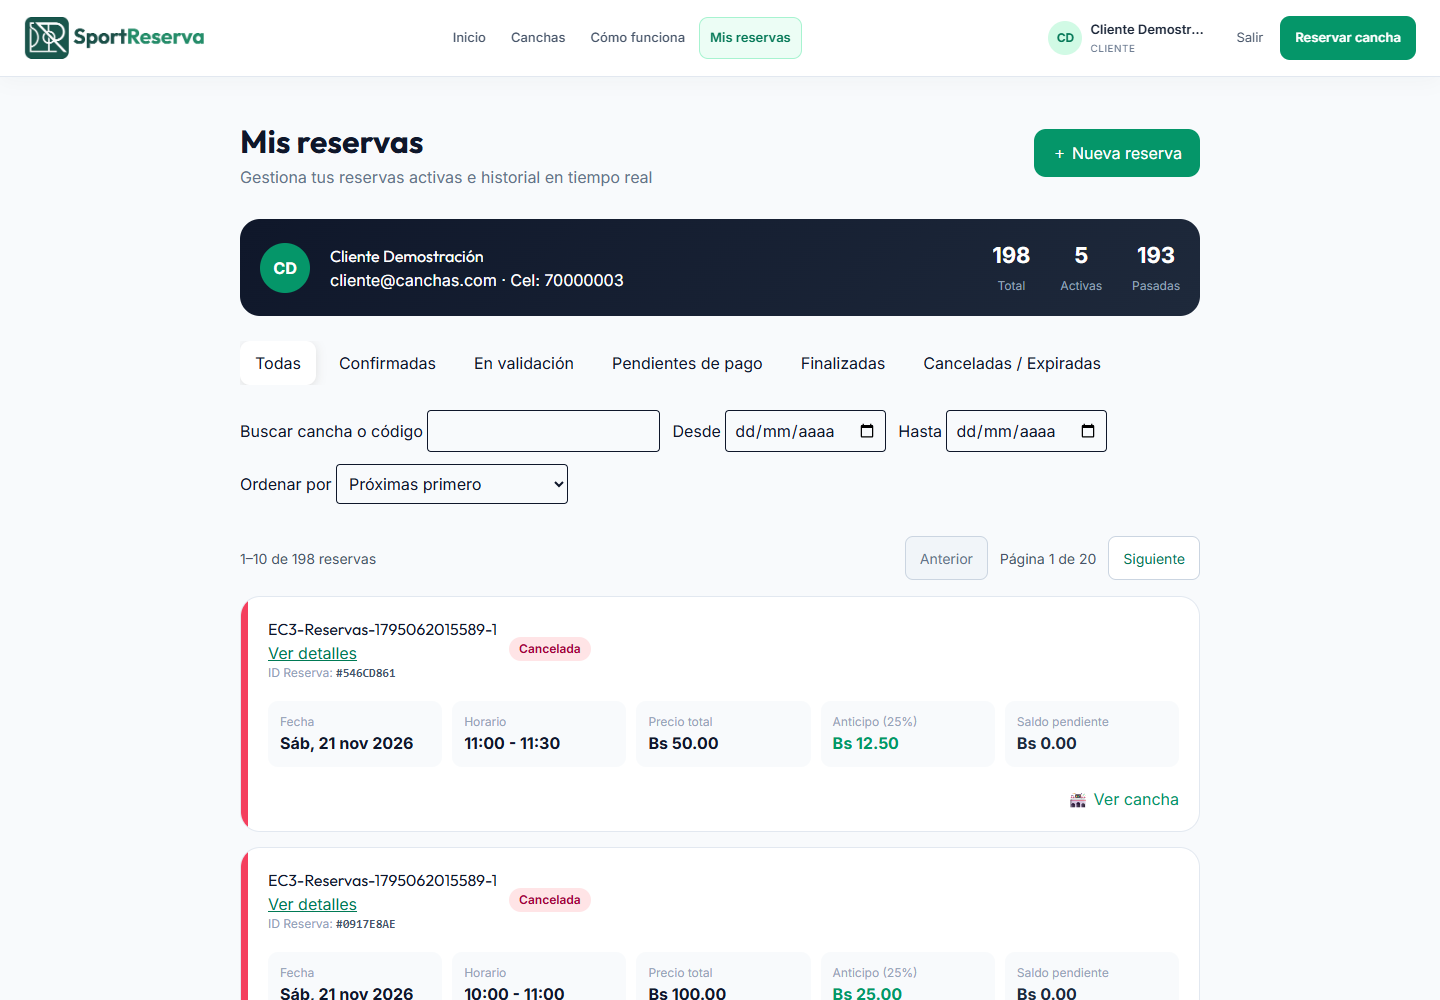 SportReserva
Inicio
Canchas
Cómo funciona
Mis reservas
CD
Cliente Demostr...
CLIENTE
Salir
Reservar cancha
Mis reservas
Gestiona tus reservas activas e historial en tiempo real
+ Nueva reserva
CD
Cliente Demostración
cliente@canchas.com · Cel: 70000003
198
Total
5
Activas
193
Pasadas
Todas
Confirmadas
En validación
Pendientes de pago
Finalizadas
Canceladas / Expiradas
Buscar cancha o código
Desde
dd/mm/aaaa
Hasta
dd/mm/aaaa
Ordenar por
Próximas primero
1–10 de 198 reservas
Anterior
Página 1 de 20
Siguiente
EC3-Reservas-1795062015589-1
Ver detalles
ID Reserva: #546CD861
Cancelada
Fecha
Sáb, 21 nov 2026
Horario
11:00 - 11:30
Precio total
Bs 50.00
Anticipo (25%)
Bs 12.50
Saldo pendiente
Bs 0.00
Ver cancha
EC3-Reservas-1795062015589-1
Ver detalles
ID Reserva: #0917E8AE
Cancelada
Fecha
Sáb, 21 nov 2026
Horario
10:00 - 11:00
Precio total
Bs 100.00
Anticipo (25%)
Bs 25.00
Saldo pendiente
Bs 0.00